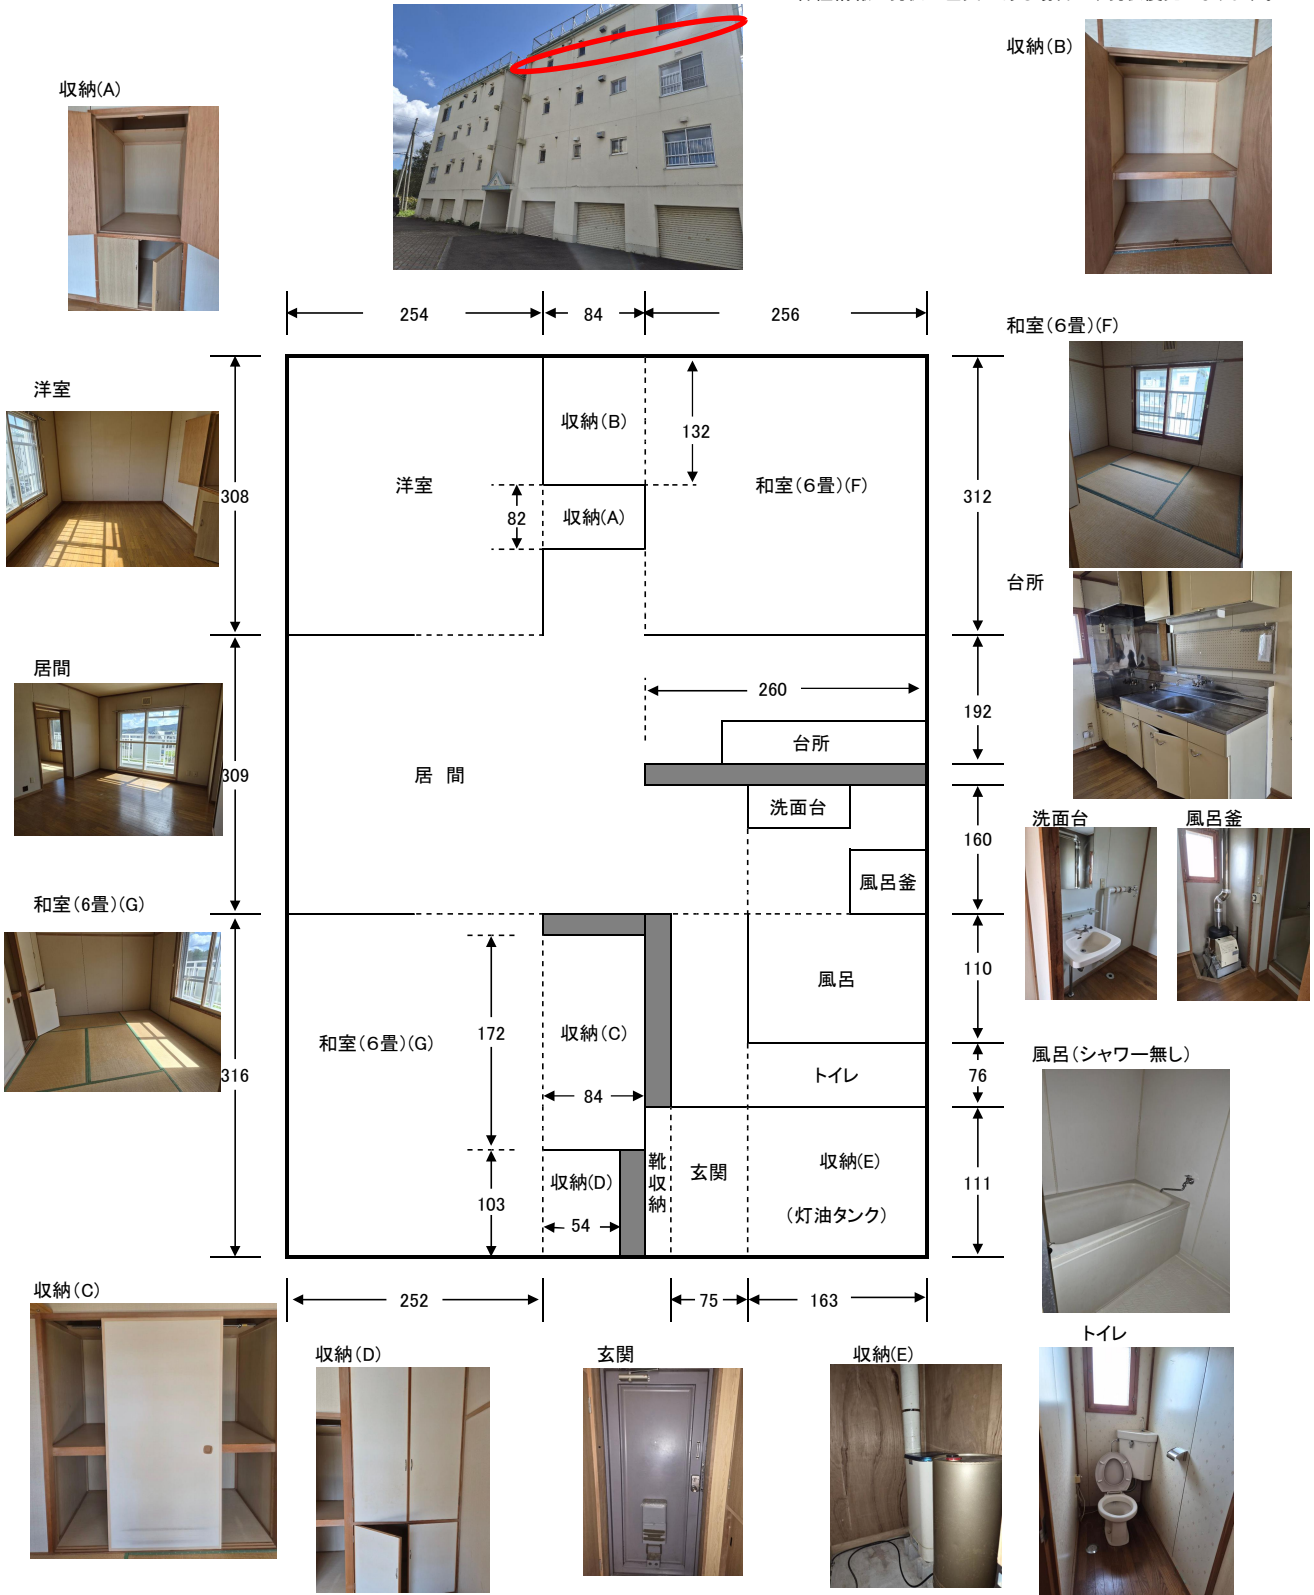 収納(B)
収納(A)
254
84
256
和室(6畳)(F)
洋室
308
収納(B)
132
洋室
82
収納(A)
和室(6畳)(F)
312
台所
居間
309
260
192
台所
居 間
洗面台
160
風呂釜
洗面台
風呂釜
和室(6畳)(G)
316
172
和室(6畳)(G)
収納(C)
84
風呂
110
トイレ
76
風呂(シャワー無し)
103
収納(D)
54
靴収納
玄関
収納(E)
(灯油タンク)
111
252
75
163
収納(C)
収納(D)
玄関
収納(E)
トイレ